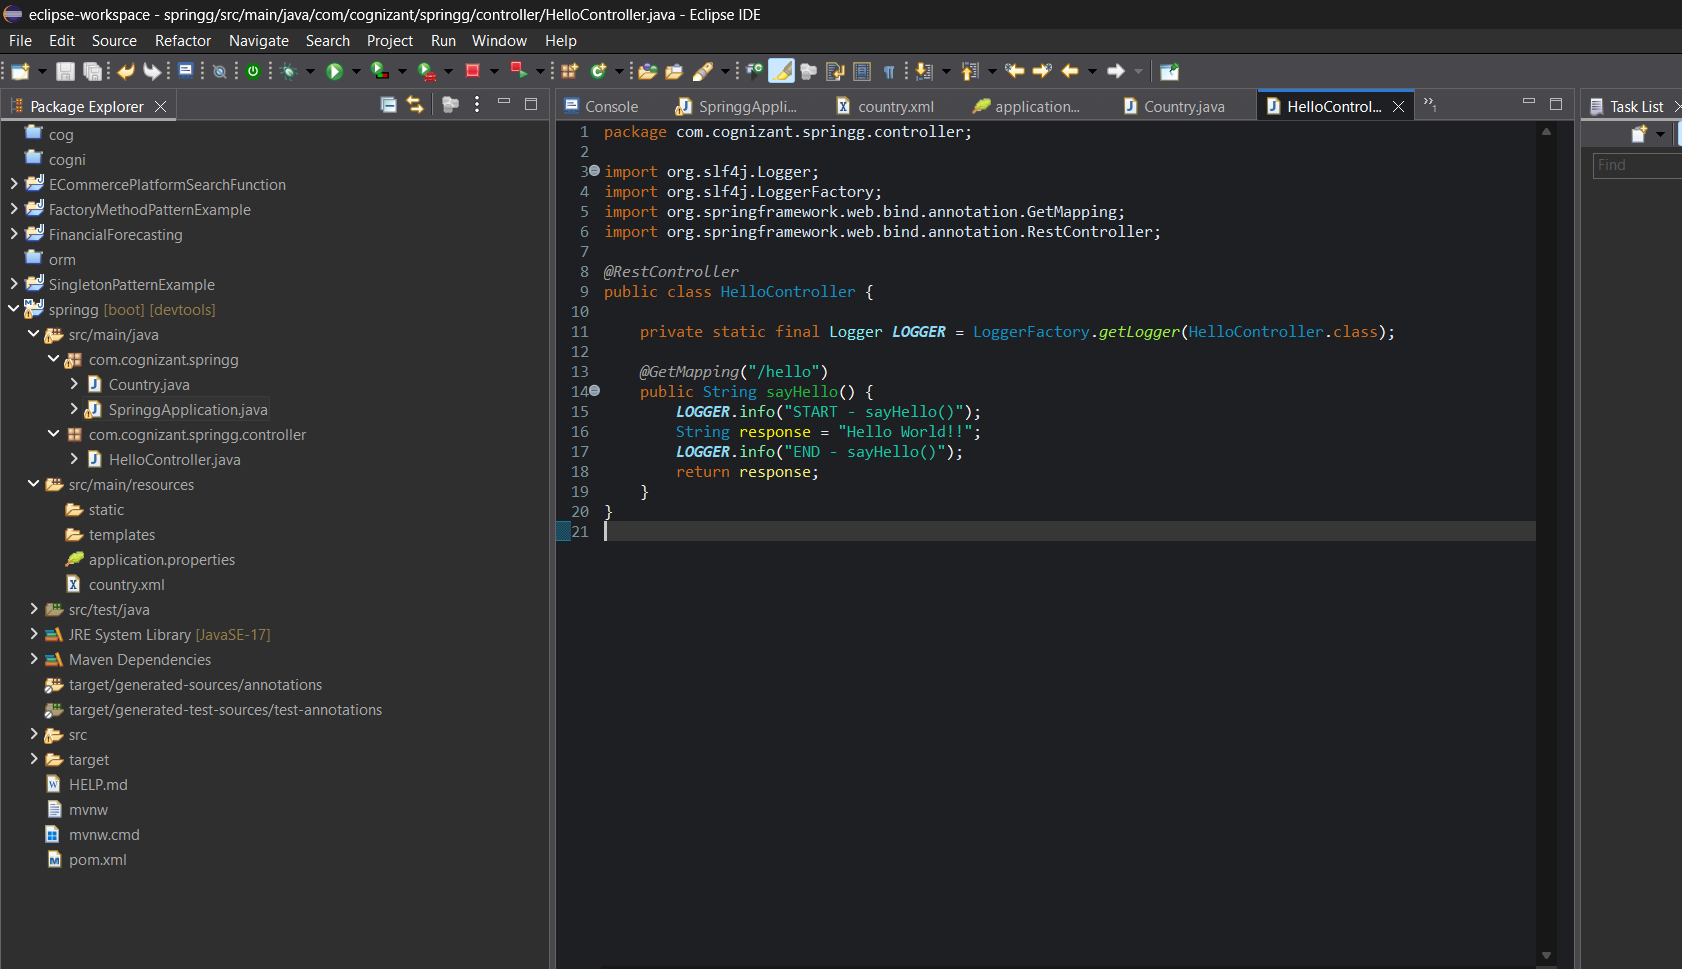 eclipse-workspace - springg/src/main/java/com/cognizant/springg/controller/HelloController.java - Eclipse IDE
File Edit Source Refactor Navigate Search Project Run Window Help
Package Explorer
cog
cogni
ECommercePlatformSearchFunction
FactoryMethodPatternExample
FinancialForecasting
orm
SingletonPatternExample
springg [boot] [devtools]
src/main/java
com.cognizant.springg
Country.java
SpringgApplication.java
com.cognizant.springg.controller
HelloController.java
src/main/resources
static
templates
application.properties
country.xml
src/test/java
JRE System Library [JavaSE-17]
Maven Dependencies
target/generated-sources/annotations
target/generated-test-sources/test-annotations
src
target
HELP.md
mvnw
mvnw.cmd
pom.xml
Console SpringgAppli... country.xml application... Country.java HelloControl... »1
1 package com.cognizant.springg.controller;
2
3 import org.slf4j.Logger;
4 import org.slf4j.LoggerFactory;
5 import org.springframework.web.bind.annotation.GetMapping;
6 import org.springframework.web.bind.annotation.RestController;
7
8 @RestController
9 public class HelloController {
10
11 private static final Logger LOGGER = LoggerFactory.getLogger(HelloController.class);
12
13 @GetMapping("/hello")
14 public String sayHello() {
15 LOGGER.info("START - sayHello()");
16 String response = "Hello World!!";
17 LOGGER.info("END - sayHello()");
18 return response;
19 }
20 }
21
Task List
Find